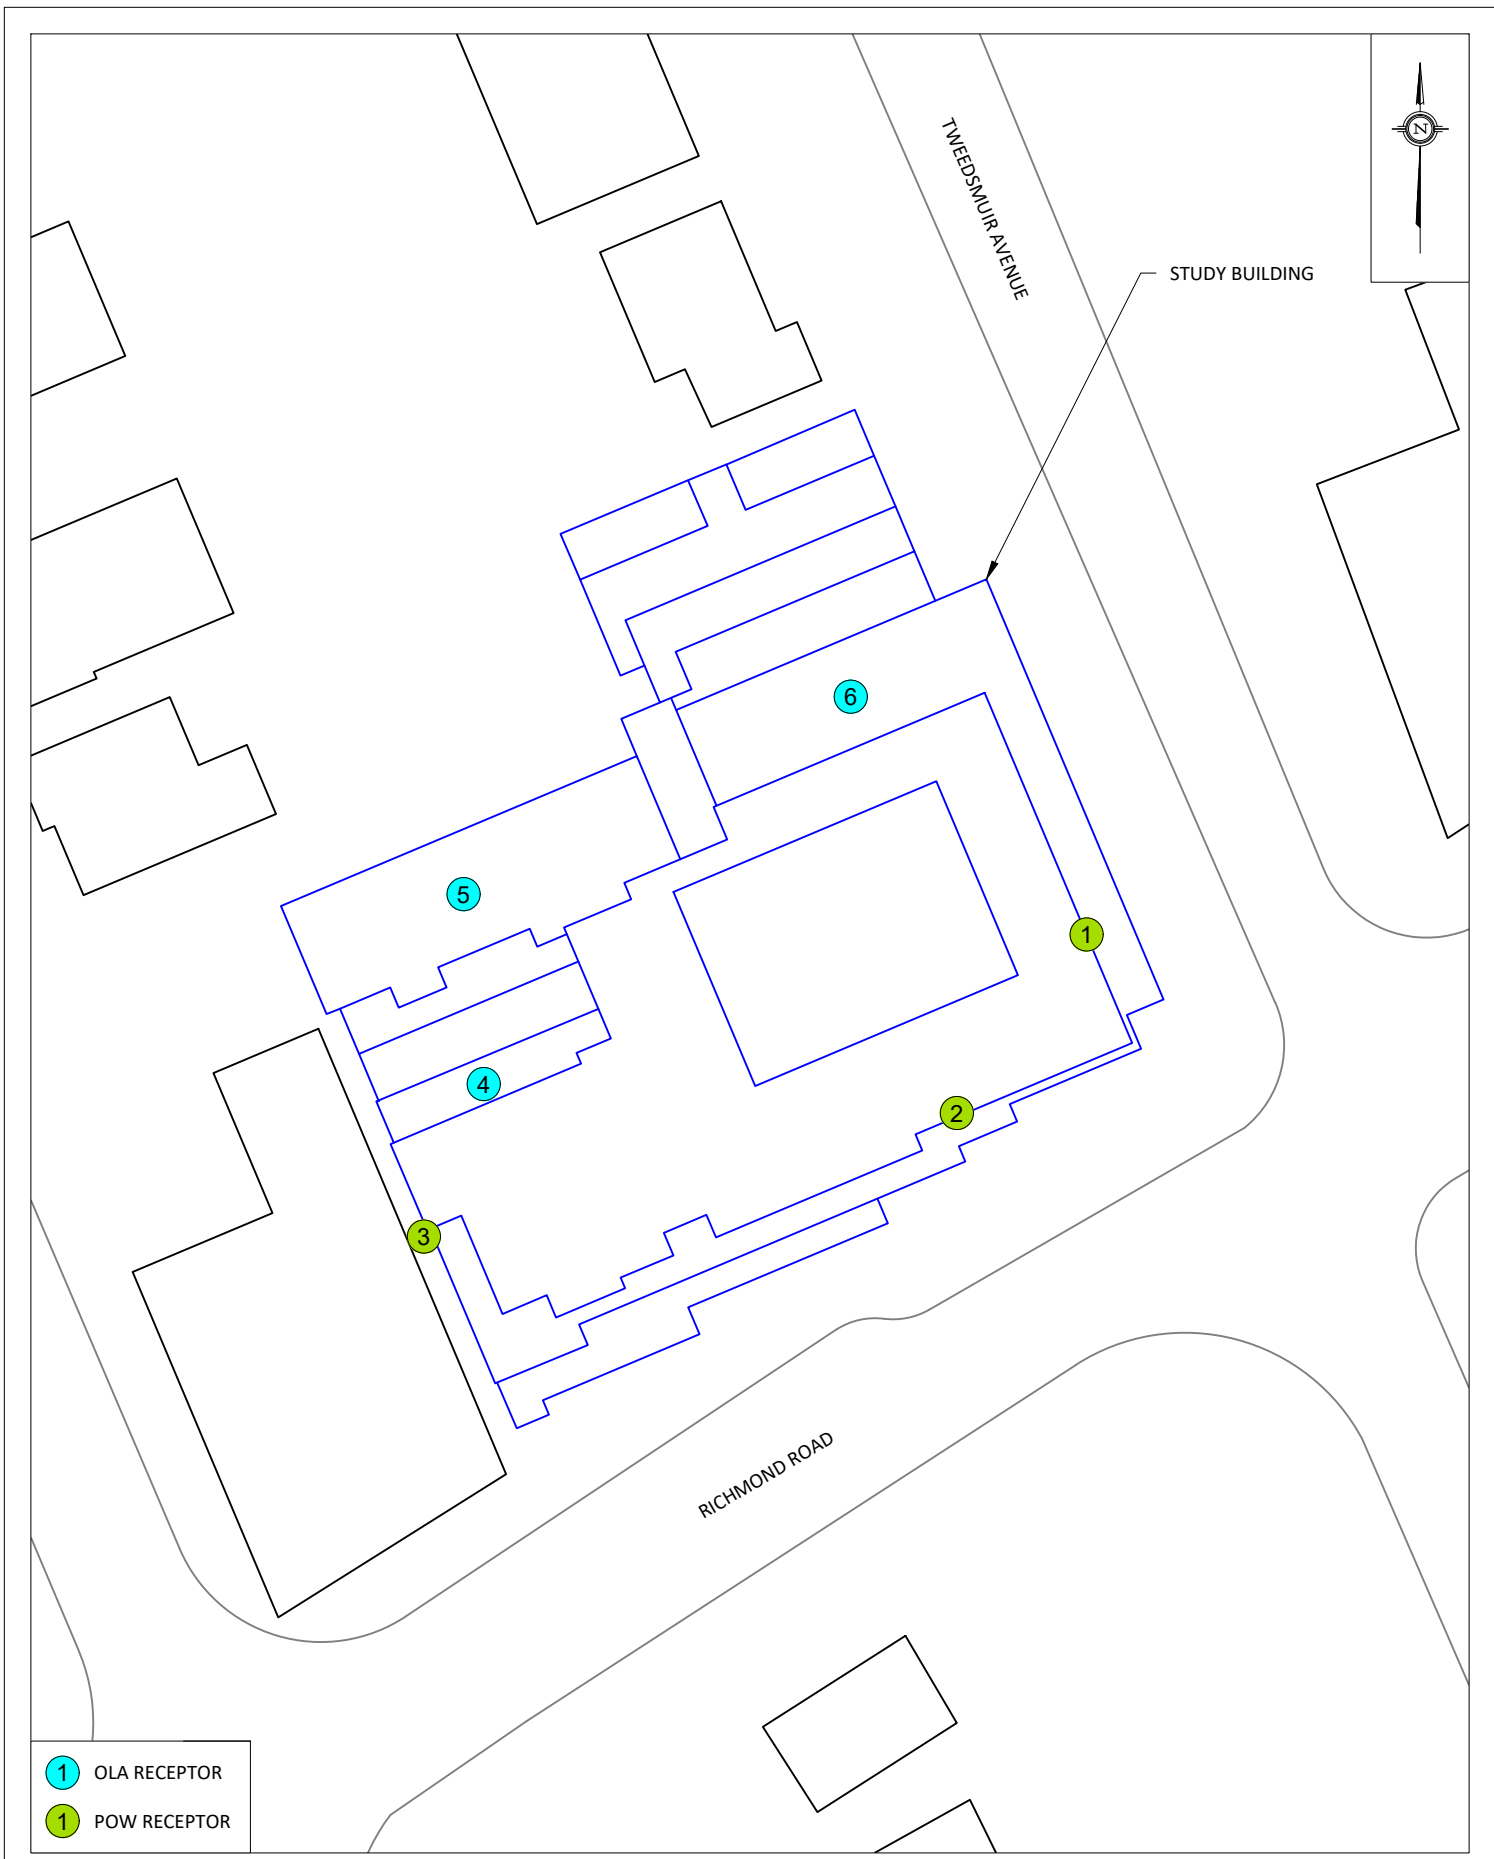 N
TWEEDSMUIR AVENUE
STUDY BUILDING
6
5
1
4
2
3
RICHMOND ROAD
1 OLA RECEPTOR
1 POW RECEPTOR